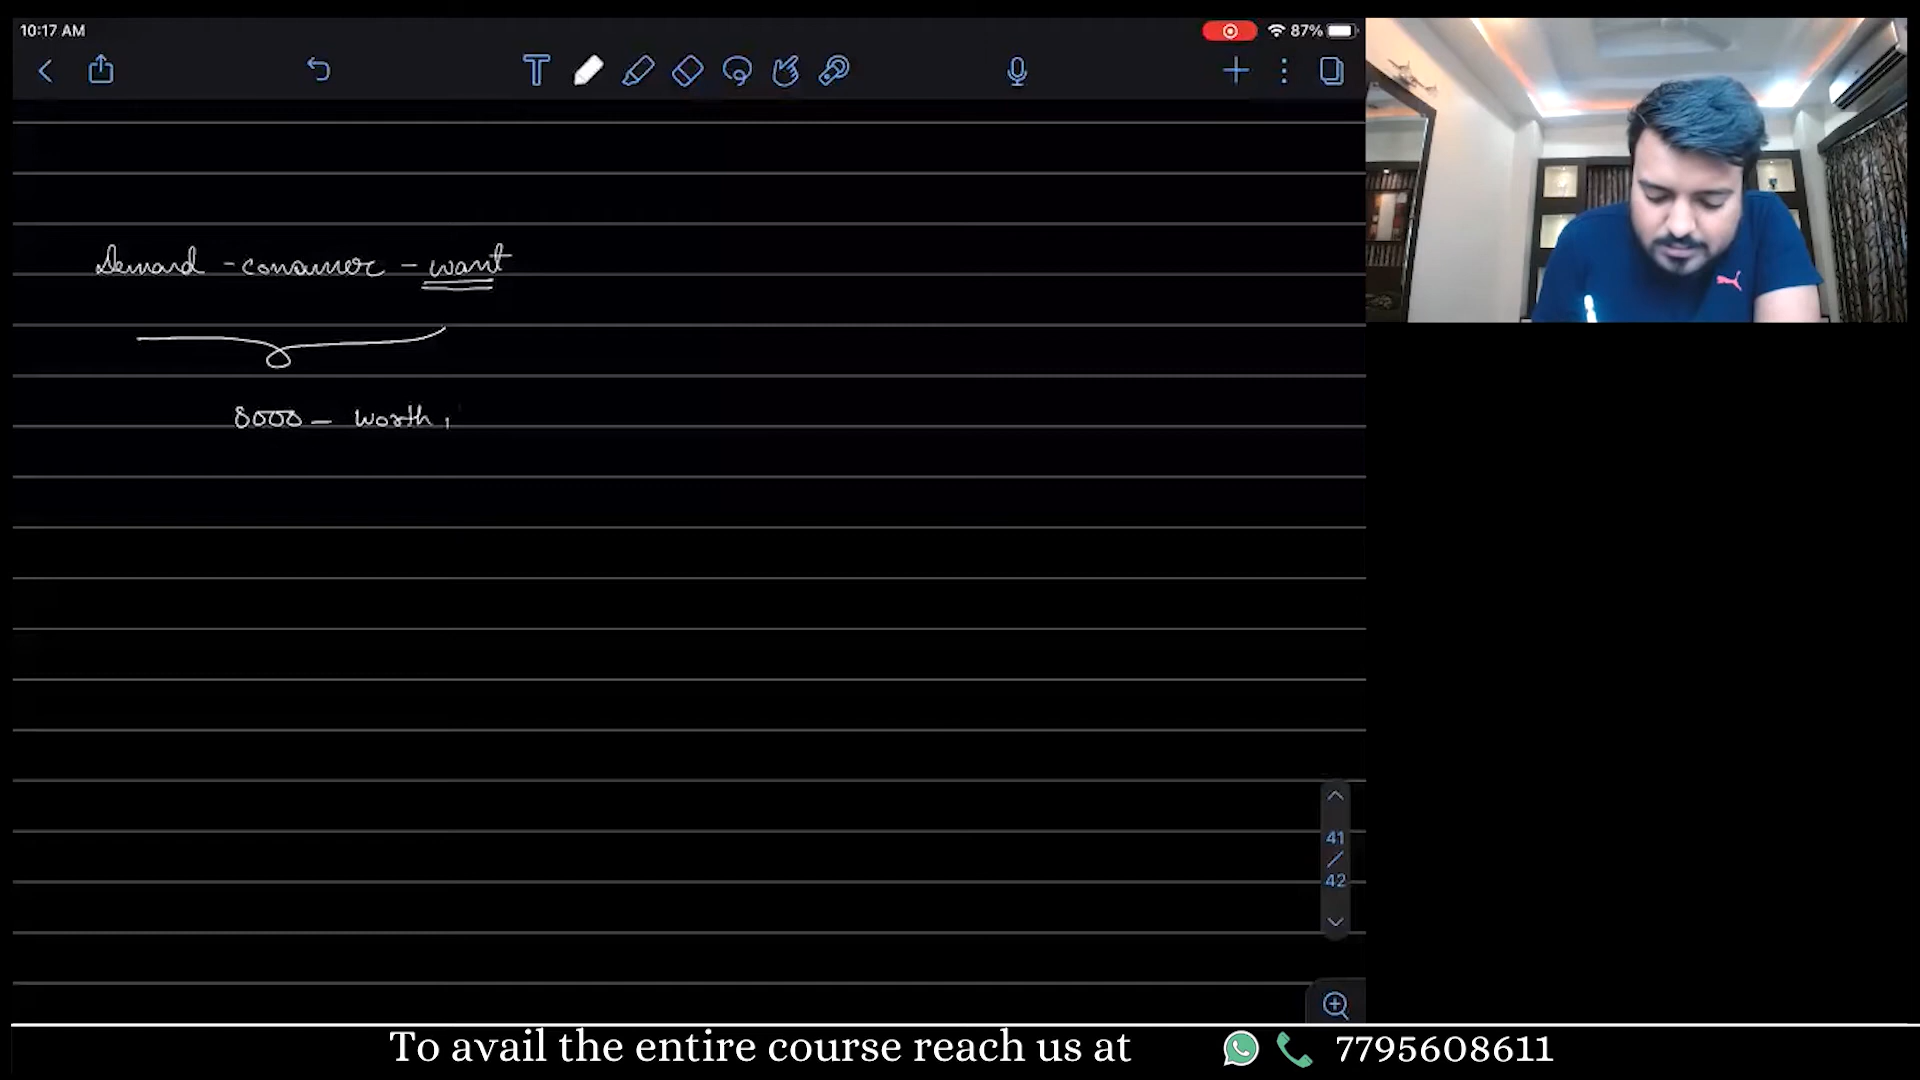 10:17 AM
87%
Demand - consumer - want
8000 - worth
41
/
42
To avail the entire course reach us at 7795608611